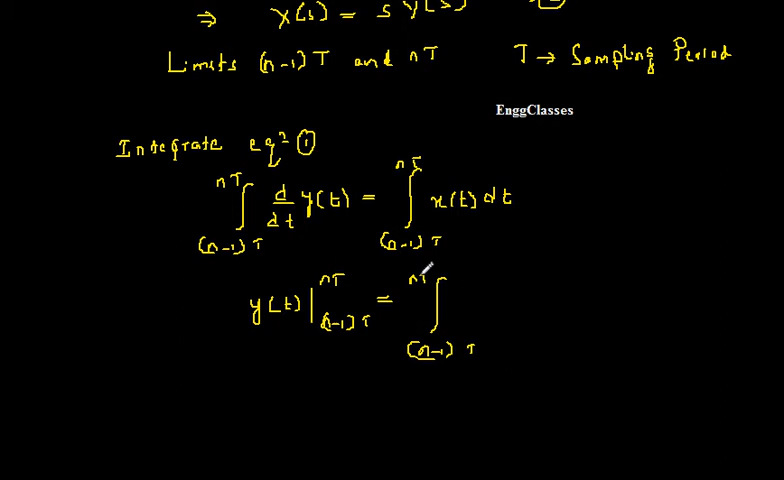 ⇒ X(s) = s Y(s)
Limits (n-1)T and nT T → Sampling Period
EnggClasses
Integrate eqⁿ ①
∫_{(n-1)T}^{nT} d/dt y(t) = ∫_{(n-1)T}^{nT} x(t) dt
y(t) |_{(n-1)T}^{nT} = ∫_{(n-1)T}^{nT}